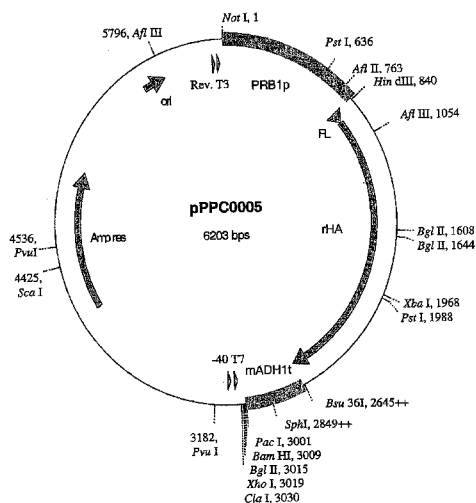 Not I, 1
5796, Afl III
Pst I, 636
Afl II, 763
Hin dIII, 840
Rev. T3
PRB1p
ori
Afl III, 1054
FL
pPPC0005
6203 bps
rHA
Amp res
4536,
PvuI
4425,
Sca I
Bgl II, 1608
Bgl II, 1644
Xba I, 1968
Pst I, 1988
-40 T7
mADH1t
Bsu 36I, 2645++
SphI, 2849++
3182,
Pvu I
Pac I, 3001
Bam HI, 3009
Bgl II, 3015
Xho I, 3019
Cla I, 3030